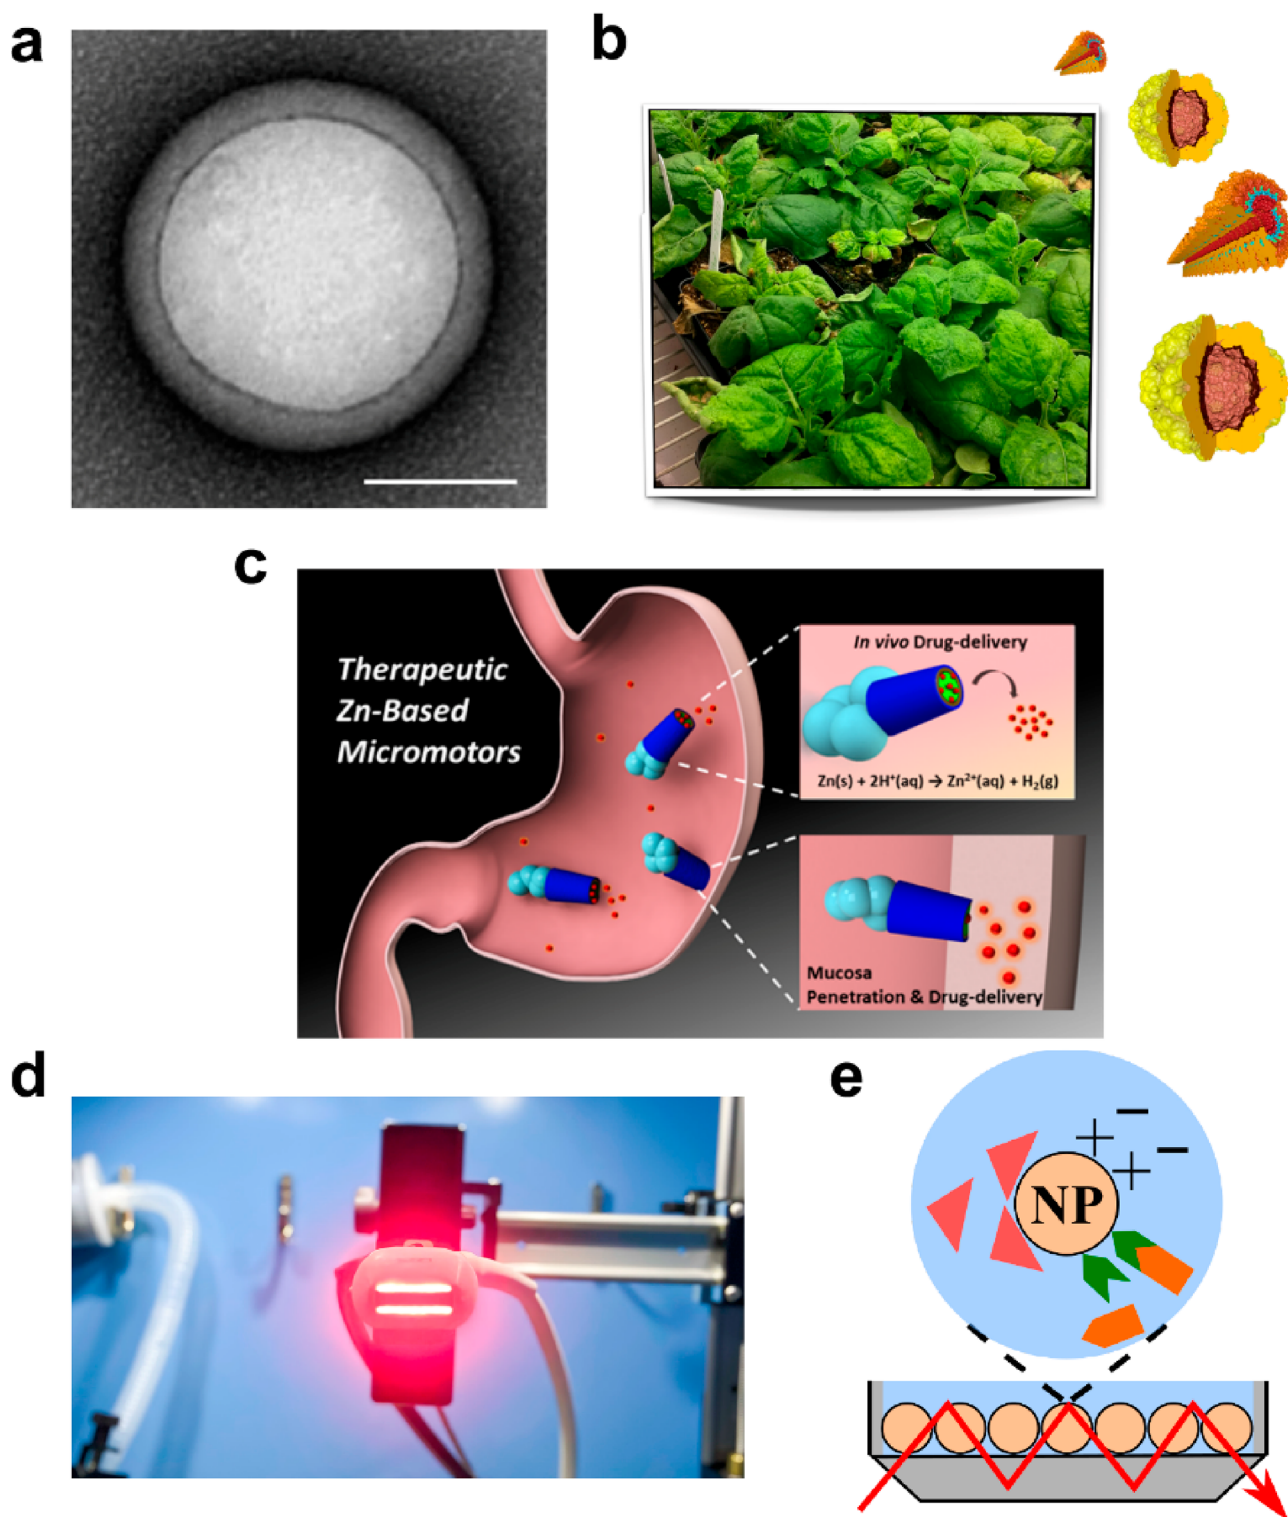 a
b
c
Therapeutic
Zn-Based
Micromotors
In vivo Drug-delivery
Zn(s) + 2H⁺(aq) → Zn²⁺(aq) + H₂(g)
Mucosa
Penetration & Drug-delivery
d
e
+ −
+ −
NP